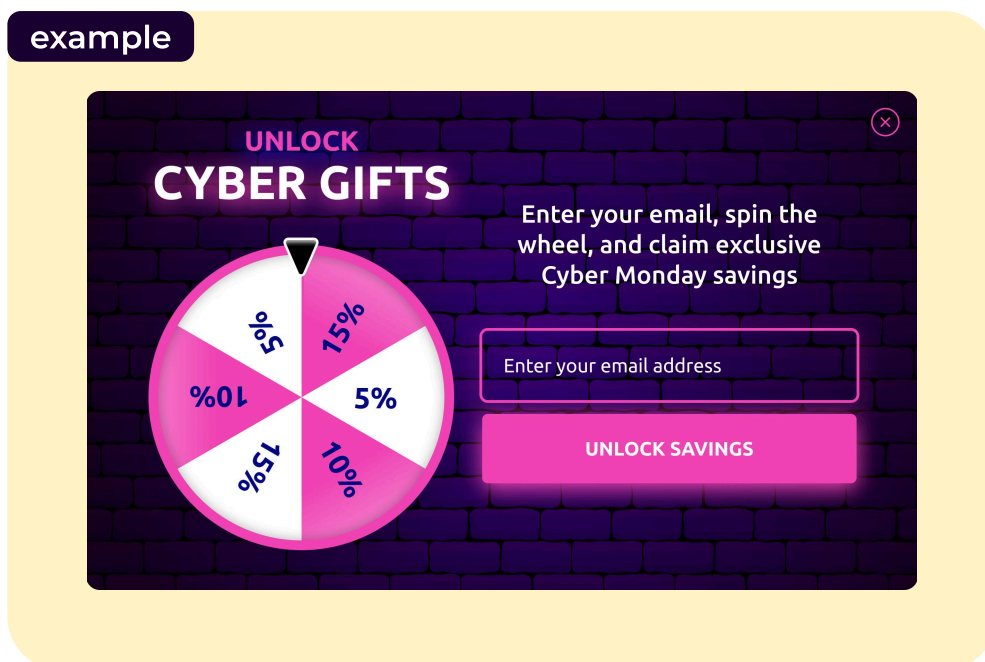 example
UNLOCK
CYBER GIFTS
Enter your email, spin the
wheel, and claim exclusive
Cyber Monday savings
5%
15%
10%
5%
15%
10%
Enter your email address
UNLOCK SAVINGS